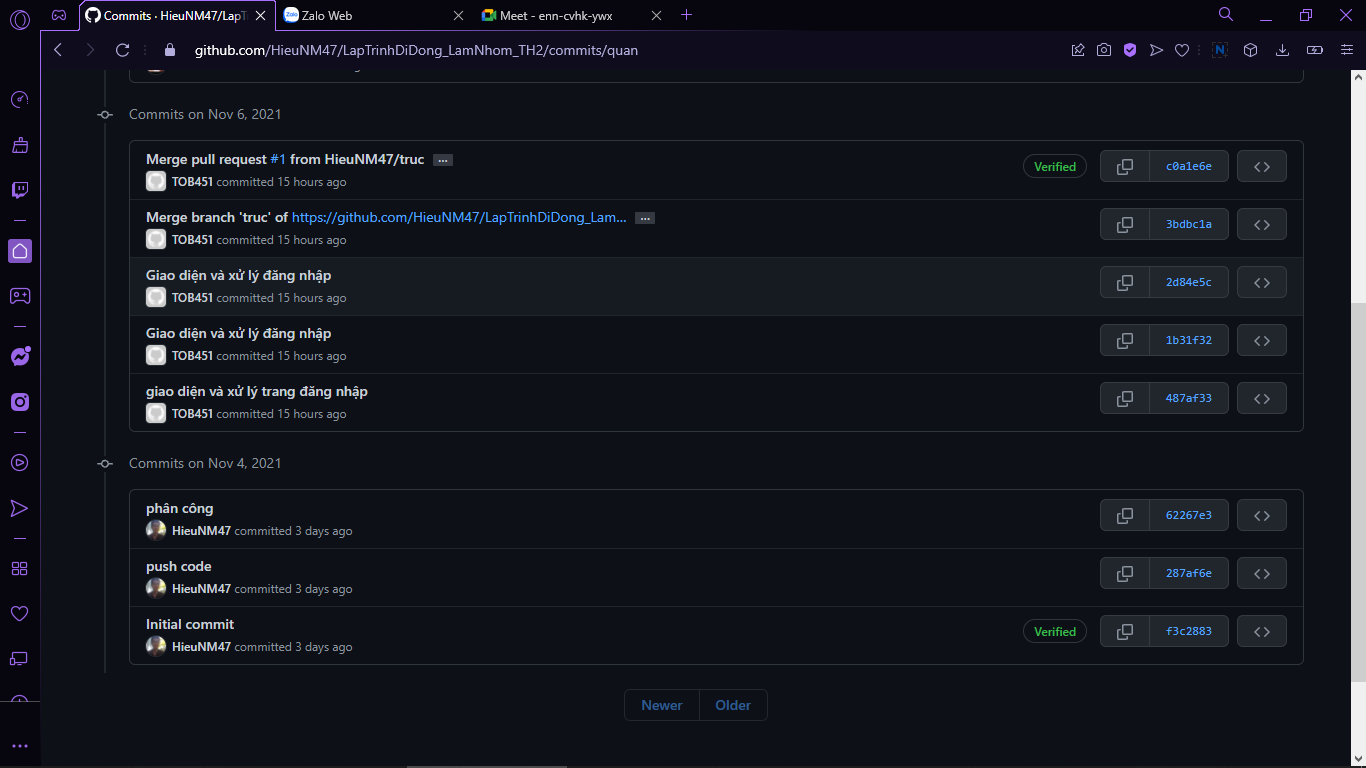 Commits · HieuNM47/LapT
Zalo Web
Meet - enn-cvhk-ywx
github.com/HieuNM47/LapTrinhDiDong_LamNhom_TH2/commits/quan
Commits on Nov 6, 2021
Merge pull request #1 from HieuNM47/truc ...
Verified
c0a1e6e
TOB451 committed 15 hours ago
Merge branch 'truc' of https://github.com/HieuNM47/LapTrinhDiDong_Lam... ...
3bdbc1a
TOB451 committed 15 hours ago
Giao diện và xử lý đăng nhập
2d84e5c
TOB451 committed 15 hours ago
Giao diện và xử lý đăng nhập
1b31f32
TOB451 committed 15 hours ago
giao diện và xử lý trang đăng nhập
487af33
TOB451 committed 15 hours ago
Commits on Nov 4, 2021
phân công
62267e3
HieuNM47 committed 3 days ago
push code
287af6e
HieuNM47 committed 3 days ago
Initial commit
Verified
f3c2883
HieuNM47 committed 3 days ago
Newer
Older